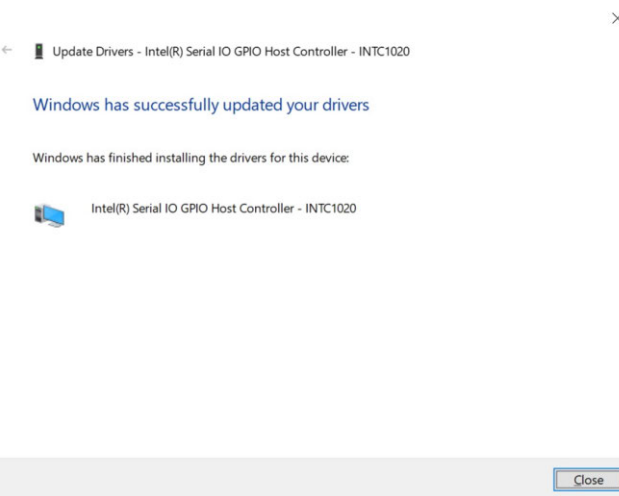 Update Drivers - Intel(R) Serial IO GPIO Host Controller - INTC1020
Windows has successfully updated your drivers
Windows has finished installing the drivers for this device:
Intel(R) Serial IO GPIO Host Controller - INTC1020
Close